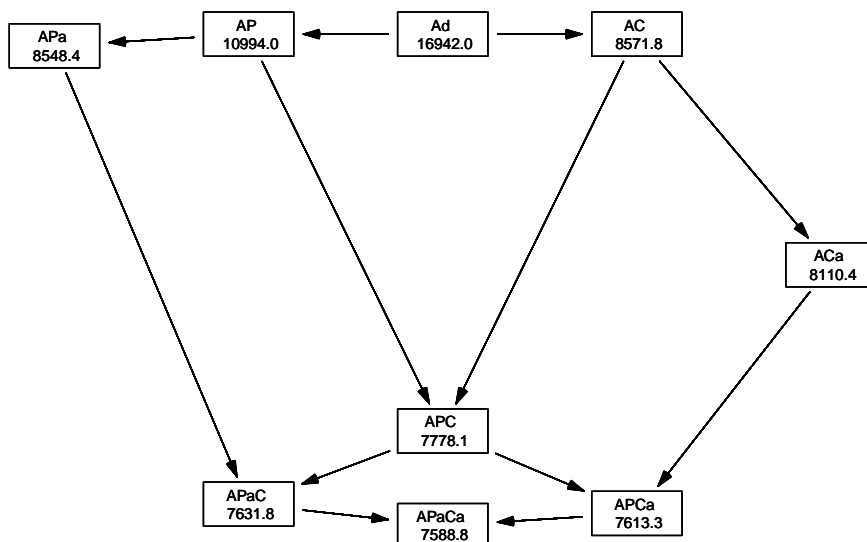 APa
8548.4
AP
10994.0
Ad
16942.0
AC
8571.8
ACa
8110.4
APC
7778.1
APaC
7631.8
APaCa
7588.8
APCa
7613.3